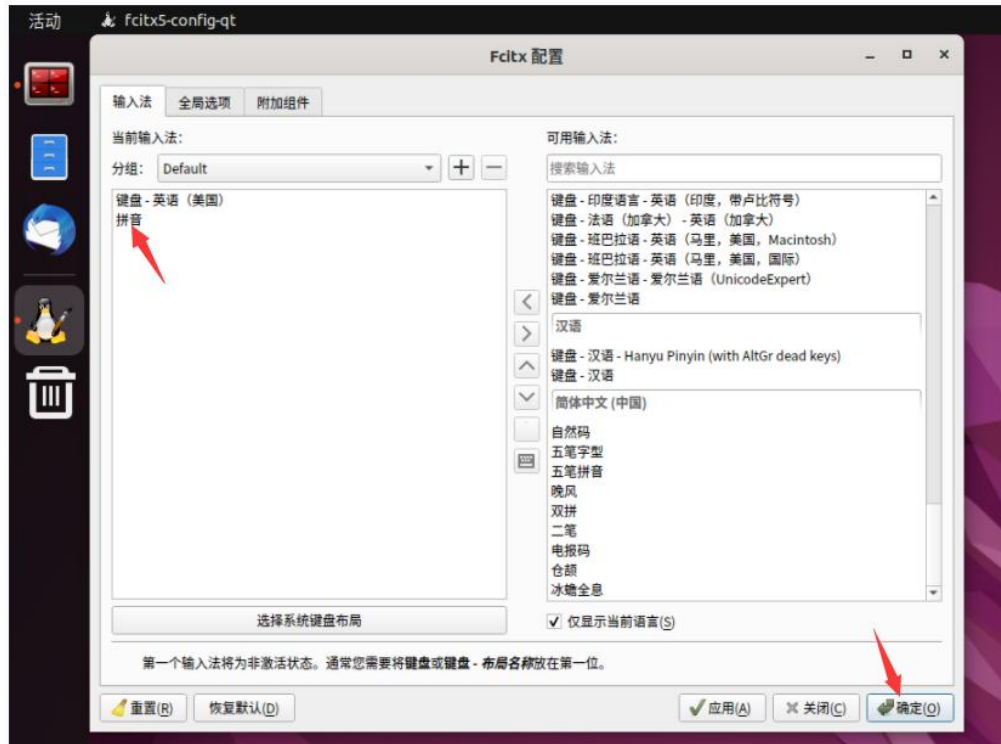 活动 fcitx5-config-qt
Fcitx 配置
输入法 全局选项 附加组件
当前输入法：
分组： Default
键盘 - 英语（美国）
拼音
选择系统键盘布局
可用输入法：
搜索输入法
键盘 - 印度语言 - 英语（印度，带卢比符号）
键盘 - 法语（加拿大） - 英语（加拿大）
键盘 - 班巴拉语 - 英语（马里，美国，Macintosh）
键盘 - 班巴拉语 - 英语（马里，美国，国际）
键盘 - 爱尔兰语 - 爱尔兰语（UnicodeExpert）
键盘 - 爱尔兰语
汉语
键盘 - 汉语 - Hanyu Pinyin (with AltGr dead keys)
键盘 - 汉语
简体中文 (中国)
自然码
五笔字型
五笔拼音
晚风
双拼
二笔
电报码
仓颉
冰蟾全息
仅显示当前语言(S)
第一个输入法将为非激活状态。通常您需要将键盘或键盘 - 布局名称放在第一位。
重置(R) 恢复默认(D) 应用(A) 关闭(C) 确定(O)